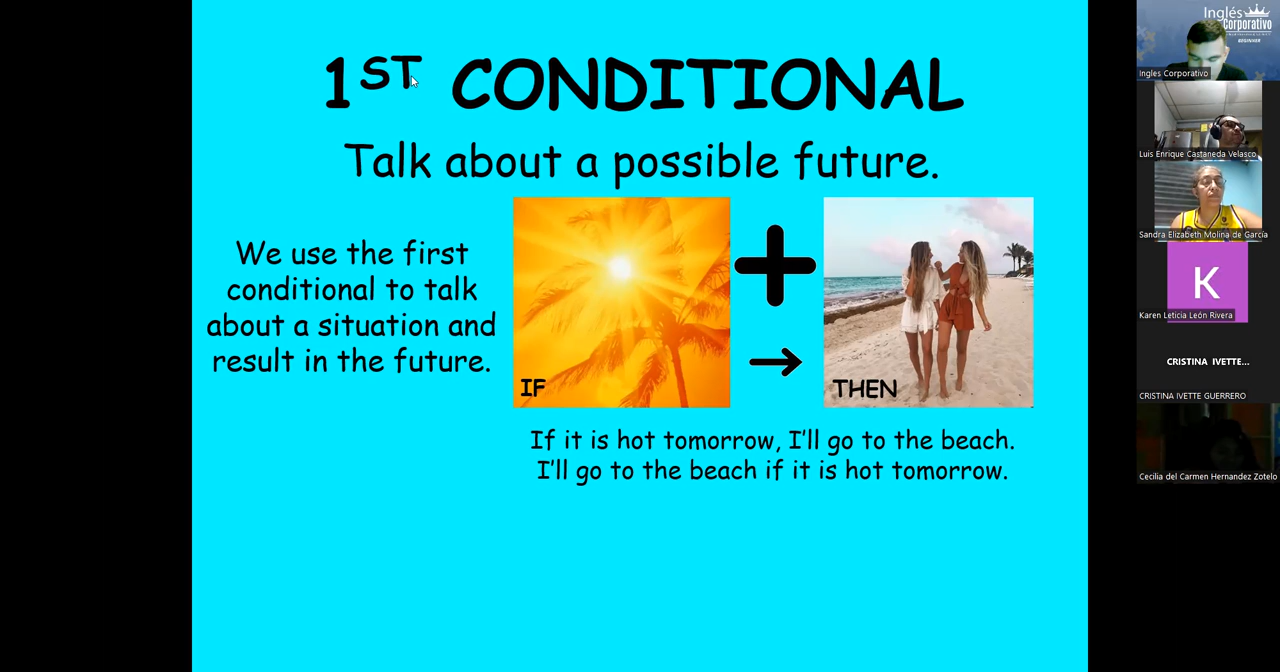 1ST CONDITIONAL
Talk about a possible future.
We use the first
conditional to talk
about a situation and
result in the future.
IF
THEN
If it is hot tomorrow, I'll go to the beach.
I'll go to the beach if it is hot tomorrow.
Inglés
Corporativo
BEGINNER
Ingles Corporativo
Luis Enrique Castaneda Velasco
Sandra Elizabeth Molina de García
K
Karen Leticia León Rivera
CRISTINA IVETTE...
CRISTINA IVETTE GUERRERO
Cecilia del Carmen Hernandez Zotelo